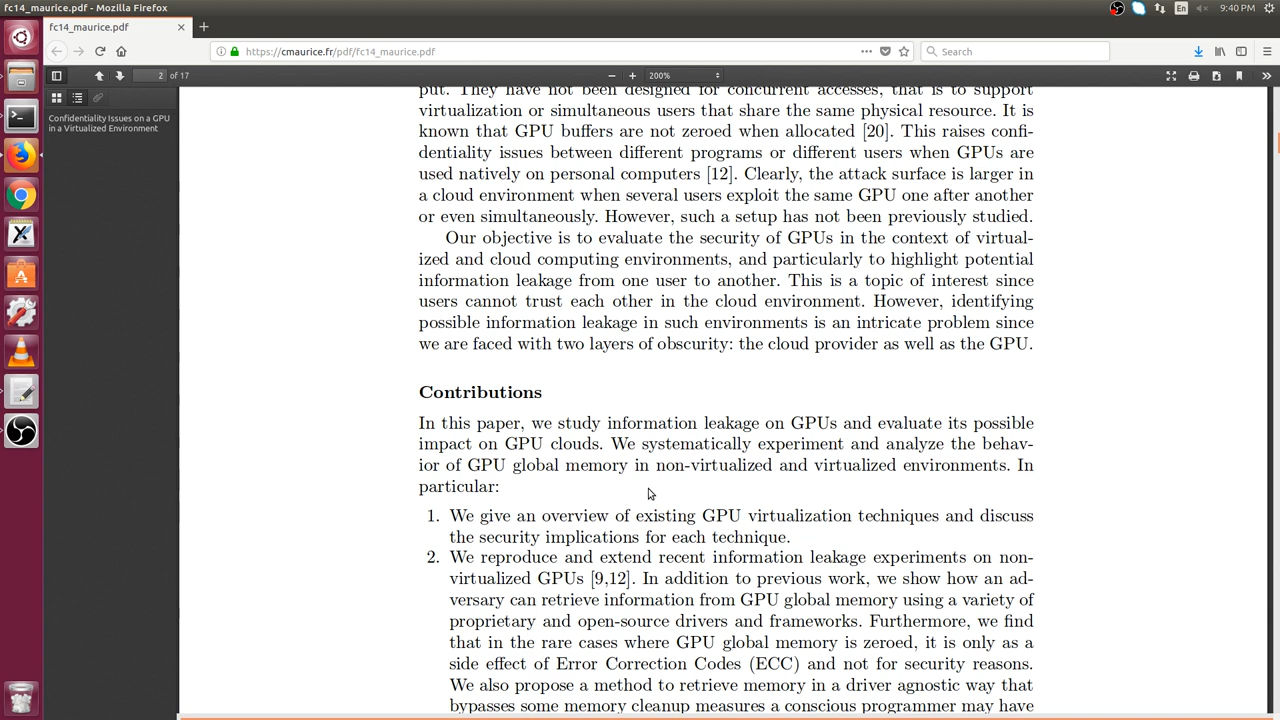 fc14_maurice.pdf - Mozilla Firefox
En
9:40 PM
fc14_maurice.pdf
https://cmaurice.fr/pdf/fc14_maurice.pdf
Search
2 of 17
200%
Confidentiality Issues on a GPU
in a Virtualized Environment
put. They have not been designed for concurrent accesses, that is to support
virtualization or simultaneous users that share the same physical resource. It is
known that GPU buffers are not zeroed when allocated [20]. This raises confi-
dentiality issues between different programs or different users when GPUs are
used natively on personal computers [12]. Clearly, the attack surface is larger in
a cloud environment when several users exploit the same GPU one after another
or even simultaneously. However, such a setup has not been previously studied.
Our objective is to evaluate the security of GPUs in the context of virtual-
ized and cloud computing environments, and particularly to highlight potential
information leakage from one user to another. This is a topic of interest since
users cannot trust each other in the cloud environment. However, identifying
possible information leakage in such environments is an intricate problem since
we are faced with two layers of obscurity: the cloud provider as well as the GPU.
Contributions
In this paper, we study information leakage on GPUs and evaluate its possible
impact on GPU clouds. We systematically experiment and analyze the behav-
ior of GPU global memory in non-virtualized and virtualized environments. In
particular:
1. We give an overview of existing GPU virtualization techniques and discuss
the security implications for each technique.
2. We reproduce and extend recent information leakage experiments on non-
virtualized GPUs [9,12]. In addition to previous work, we show how an ad-
versary can retrieve information from GPU global memory using a variety of
proprietary and open-source drivers and frameworks. Furthermore, we find
that in the rare cases where GPU global memory is zeroed, it is only as a
side effect of Error Correction Codes (ECC) and not for security reasons.
We also propose a method to retrieve memory in a driver agnostic way that
bypasses some memory cleanup measures a conscious programmer may have